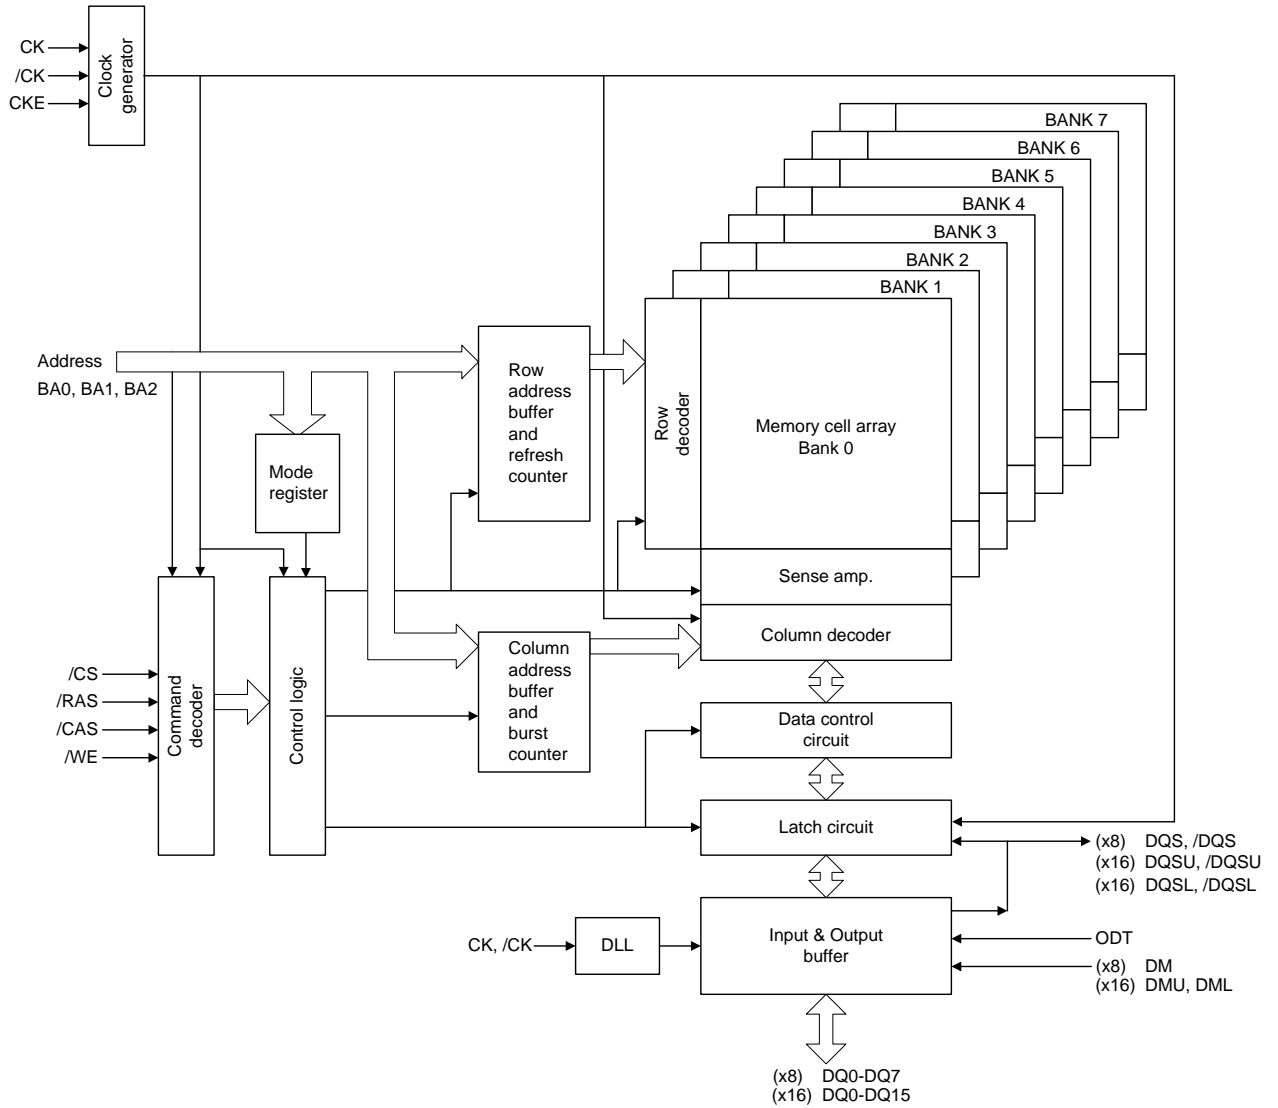 CK
/CK
CKE
Clock
generator
BANK 7
BANK 6
BANK 5
BANK 4
BANK 3
BANK 2
BANK 1
Address
BA0, BA1, BA2
Row
address
buffer
and
refresh
counter
Row
decoder
Memory cell array
Bank 0
Mode
register
Sense amp.
Column decoder
/CS
/RAS
/CAS
/WE
Command
decoder
Control logic
Column
address
buffer
and
burst
counter
Data control
circuit
Latch circuit
(x8) DQS, /DQS
(x16) DQSU, /DQSU
(x16) DQSL, /DQSL
CK, /CK
DLL
Input & Output
buffer
ODT
(x8) DM
(x16) DMU, DML
(x8) DQ0-DQ7
(x16) DQ0-DQ15